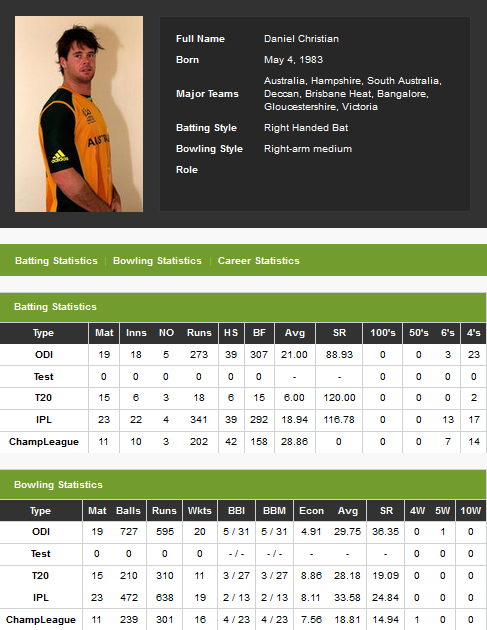 Full Name Daniel Christian
Born May 4, 1983
Major Teams Australia, Hampshire, South Australia,
Deccan, Brisbane Heat, Bangalore,
Gloucestershire, Victoria
Batting Style Right Handed Bat
Bowling Style Right-arm medium
Role
AUSTRA
adidas
Batting Statistics | Bowling Statistics | Career Statistics
Batting Statistics
Type Mat Inns NO Runs HS BF Avg SR 100's 50's 6's 4's
ODI 19 18 5 273 39 307 21.00 88.93 0 0 3 23
Test 0 0 0 0 0 0 - - 0 0 0 0
T20 15 6 3 18 6 15 6.00 120.00 0 0 0 2
IPL 23 22 4 341 39 292 18.94 116.78 0 0 13 17
ChampLeague 11 10 3 202 42 158 28.86 0 0 0 7 14
Bowling Statistics
Type Mat Balls Runs Wkts BBI BBM Econ Avg SR 4W 5W 10W
ODI 19 727 595 20 5 / 31 5 / 31 4.91 29.75 36.35 0 1 0
Test 0 0 0 0 - / - - / - - - - 0 0 0
T20 15 210 310 11 3 / 27 3 / 27 8.86 28.18 19.09 0 0 0
IPL 23 472 638 19 2 / 13 2 / 13 8.11 33.58 24.84 0 0 0
ChampLeague 11 239 301 16 4 / 23 4 / 23 7.56 18.81 14.94 1 0 0